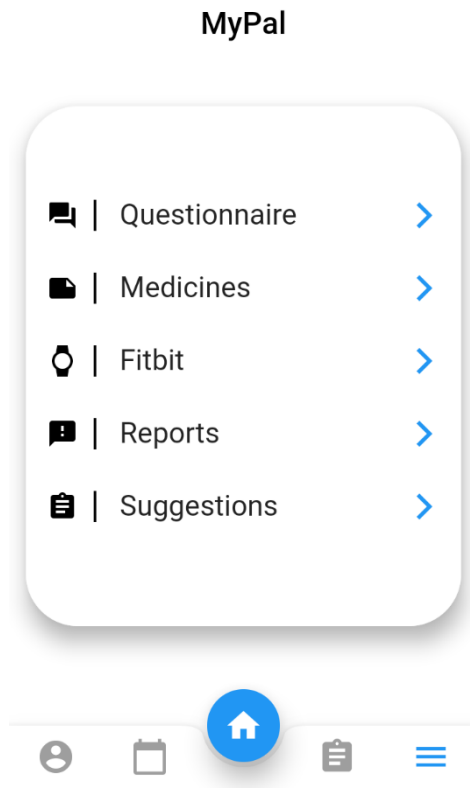 MyPal
Questionnaire
Medicines
Fitbit
Reports
Suggestions